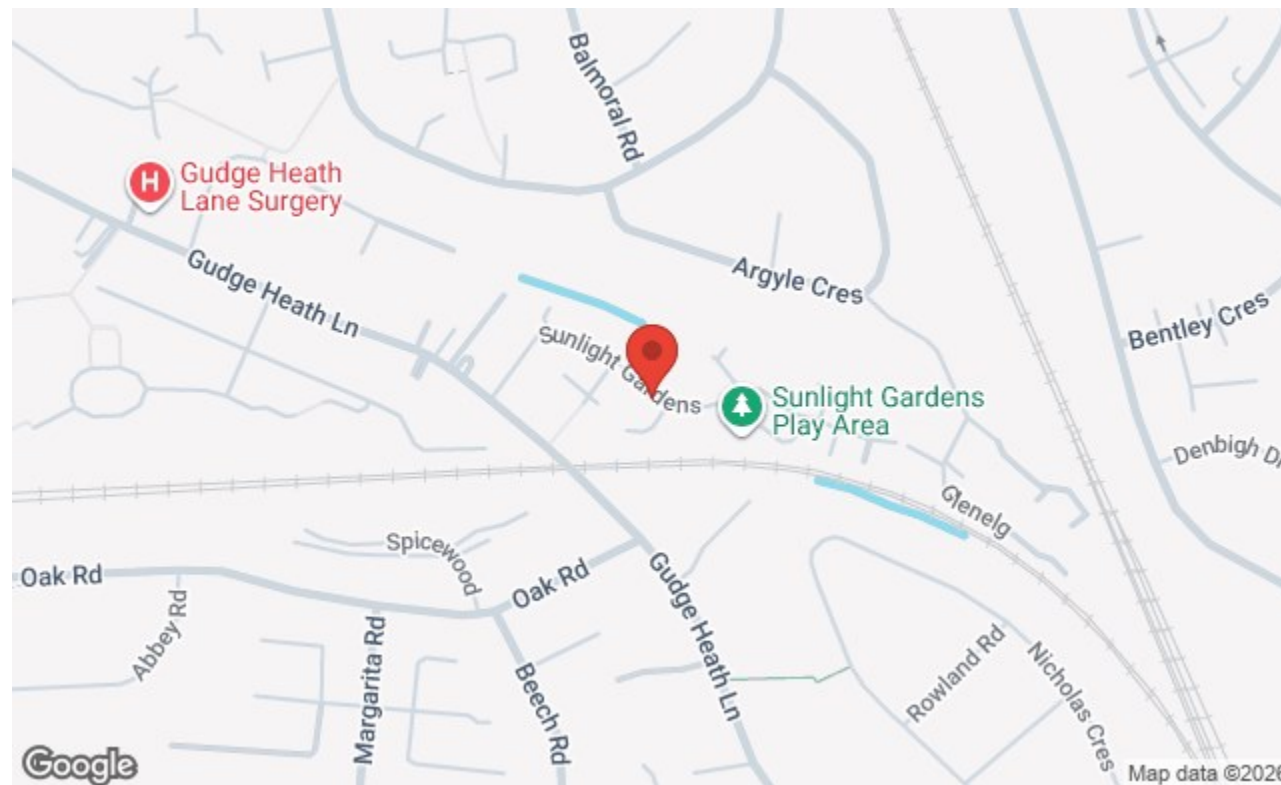 Balmoral Rd
H
Gudge Heath
Lane Surgery
Gudge Heath Ln
Argyle Cres
Bentley Cres
Sunlight Gardens
Sunlight Gardens
Play Area
Denbigh D
Glenelg
Spicewood
Oak Rd
Oak Rd
Gudge Heath Ln
Abbey Rd
Margarita Rd
Beech Rd
Rowland Rd
Nicholas Cres
Google
Map data ©2026